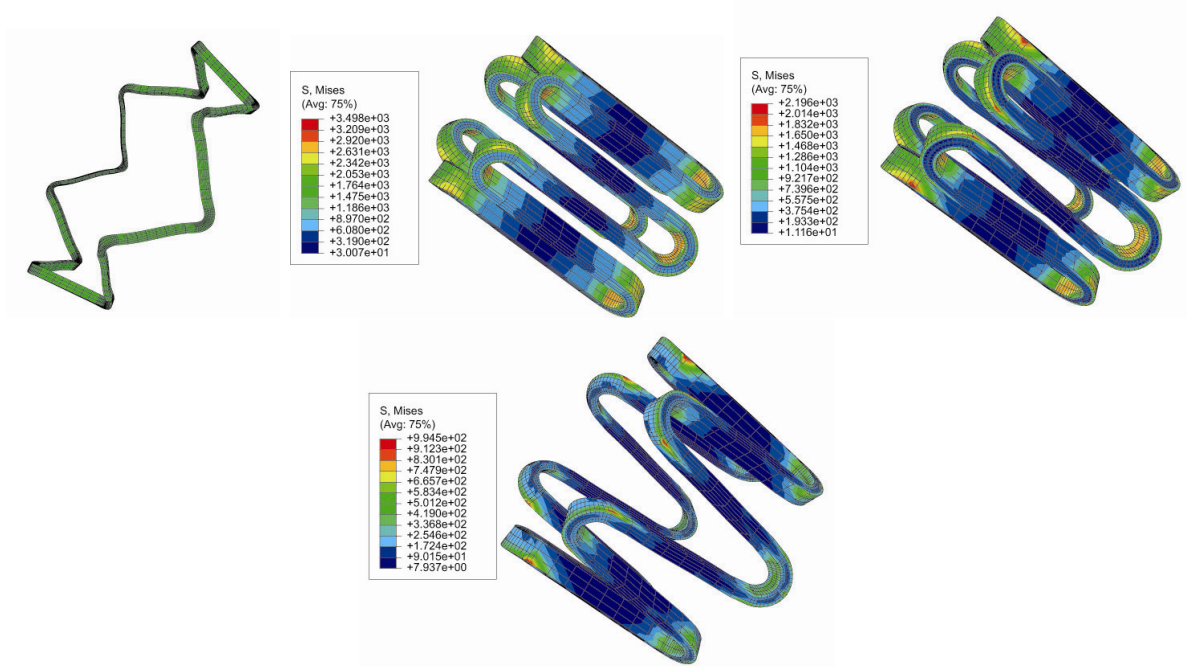 S, Mises
(Avg: 75%)
+3.498e+03
+3.209e+03
+2.920e+03
+2.631e+03
+2.342e+03
+2.053e+03
+1.764e+03
+1.475e+03
+1.186e+03
+8.970e+02
+6.080e+02
+3.190e+02
+3.007e+01
S, Mises
(Avg: 75%)
+2.196e+03
+2.014e+03
+1.832e+03
+1.650e+03
+1.468e+03
+1.286e+03
+1.104e+03
+9.217e+02
+7.396e+02
+5.575e+02
+3.754e+02
+1.933e+02
+1.116e+01
S, Mises
(Avg: 75%)
+9.945e+02
+9.123e+02
+8.301e+02
+7.479e+02
+6.657e+02
+5.834e+02
+5.012e+02
+4.190e+02
+3.368e+02
+2.546e+02
+1.724e+02
+9.015e+01
+7.937e+00